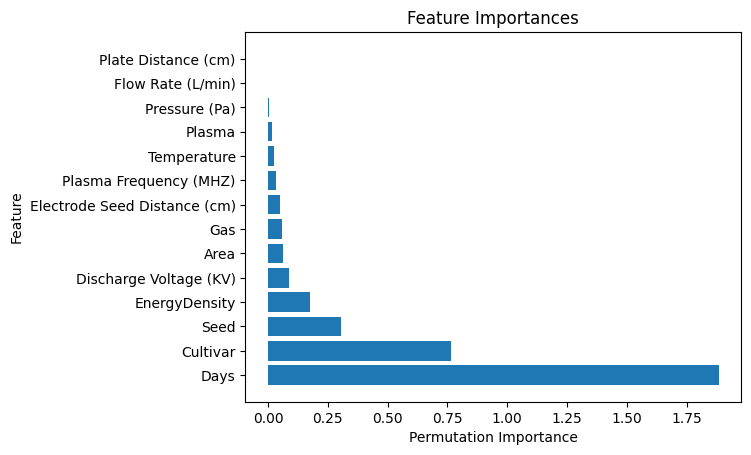 Feature Importances
Plate Distance (cm)
Flow Rate (L/min)
Pressure (Pa)
Plasma
Temperature
Plasma Frequency (MHZ)
Electrode Seed Distance (cm)
Gas
Area
Discharge Voltage (KV)
EnergyDensity
Seed
Cultivar
Days
Feature
0.00 0.25 0.50 0.75 1.00 1.25 1.50 1.75
Permutation Importance